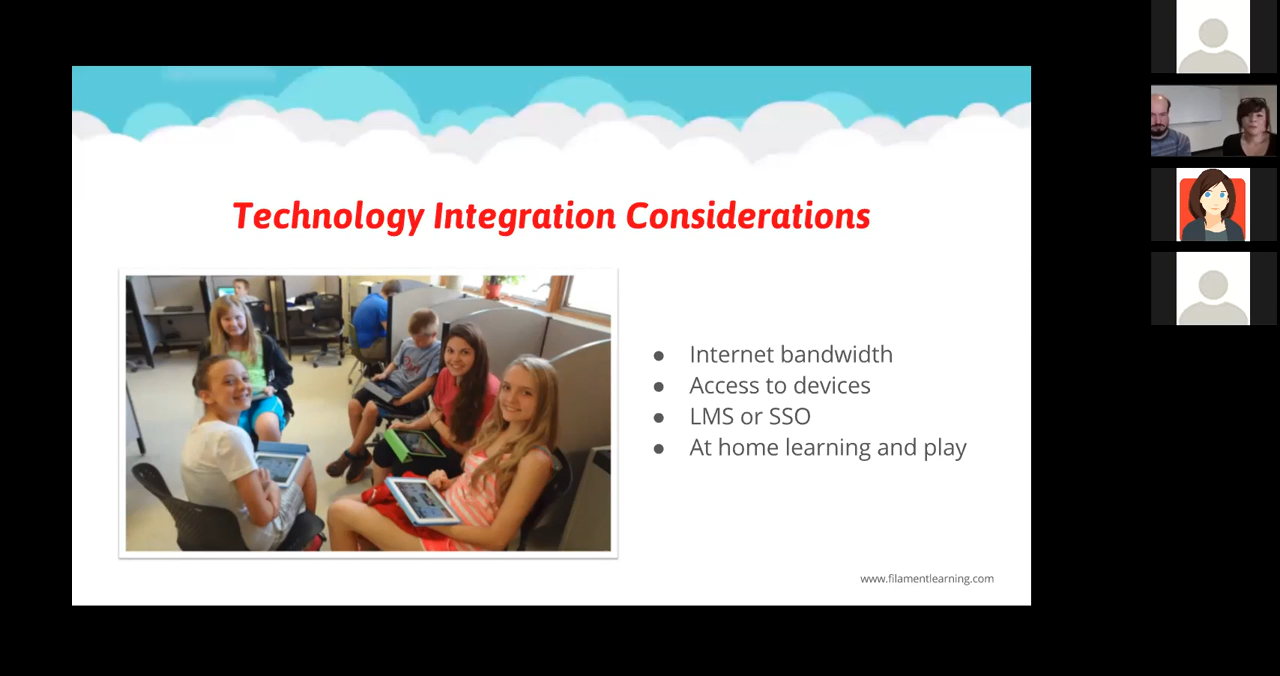 Technology Integration Considerations
● Internet bandwidth
● Access to devices
● LMS or SSO
● At home learning and play
www.filamentlearning.com